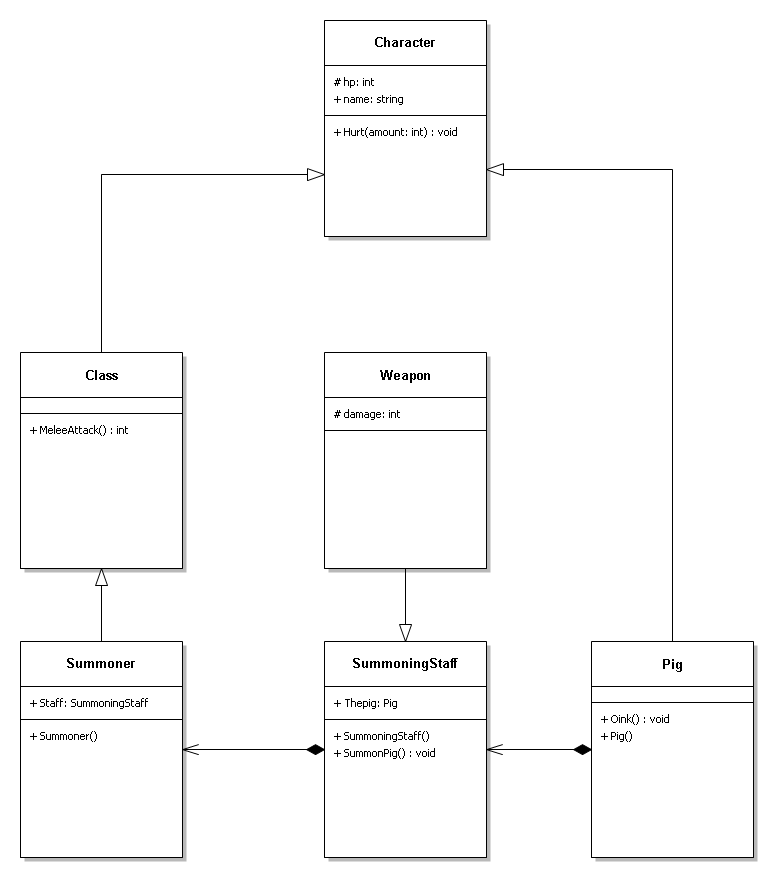 Character
# hp: int
+ name: string
+ Hurt(amount: int) : void
Class
+ MeleeAttack() : int
Weapon
# damage: int
Summoner
+ Staff: SummoningStaff
+ Summoner()
SummoningStaff
+ Thepig: Pig
+ SummoningStaff()
+ SummonPig() : void
Pig
+ Oink() : void
+ Pig()